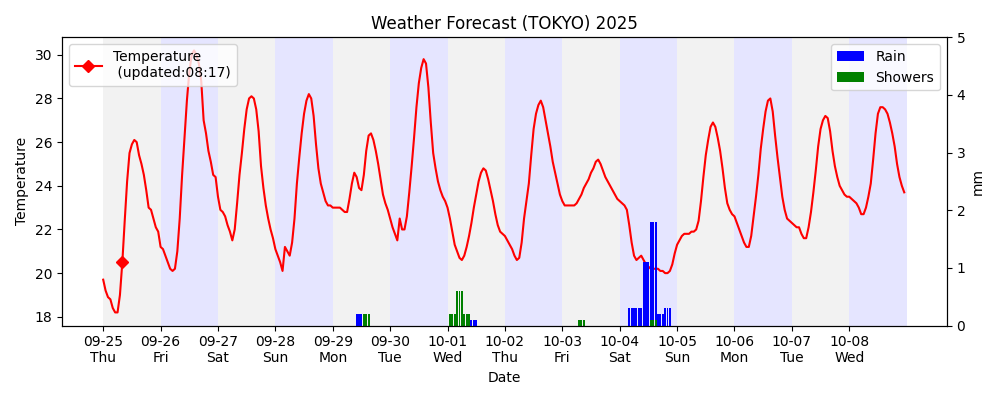 Weather Forecast (TOKYO) 2025
Temperature
(updated:08:17)
Rain
Showers
30
28
26
24
22
20
18
Temperature
5
4
3
2
1
0
mm
09-25 09-26 09-27 09-28 09-29 09-30 10-01 10-02 10-03 10-04 10-05 10-06 10-07 10-08
Thu Fri Sat Sun Mon Tue Wed Thu Fri Sat Sun Mon Tue Wed
Date